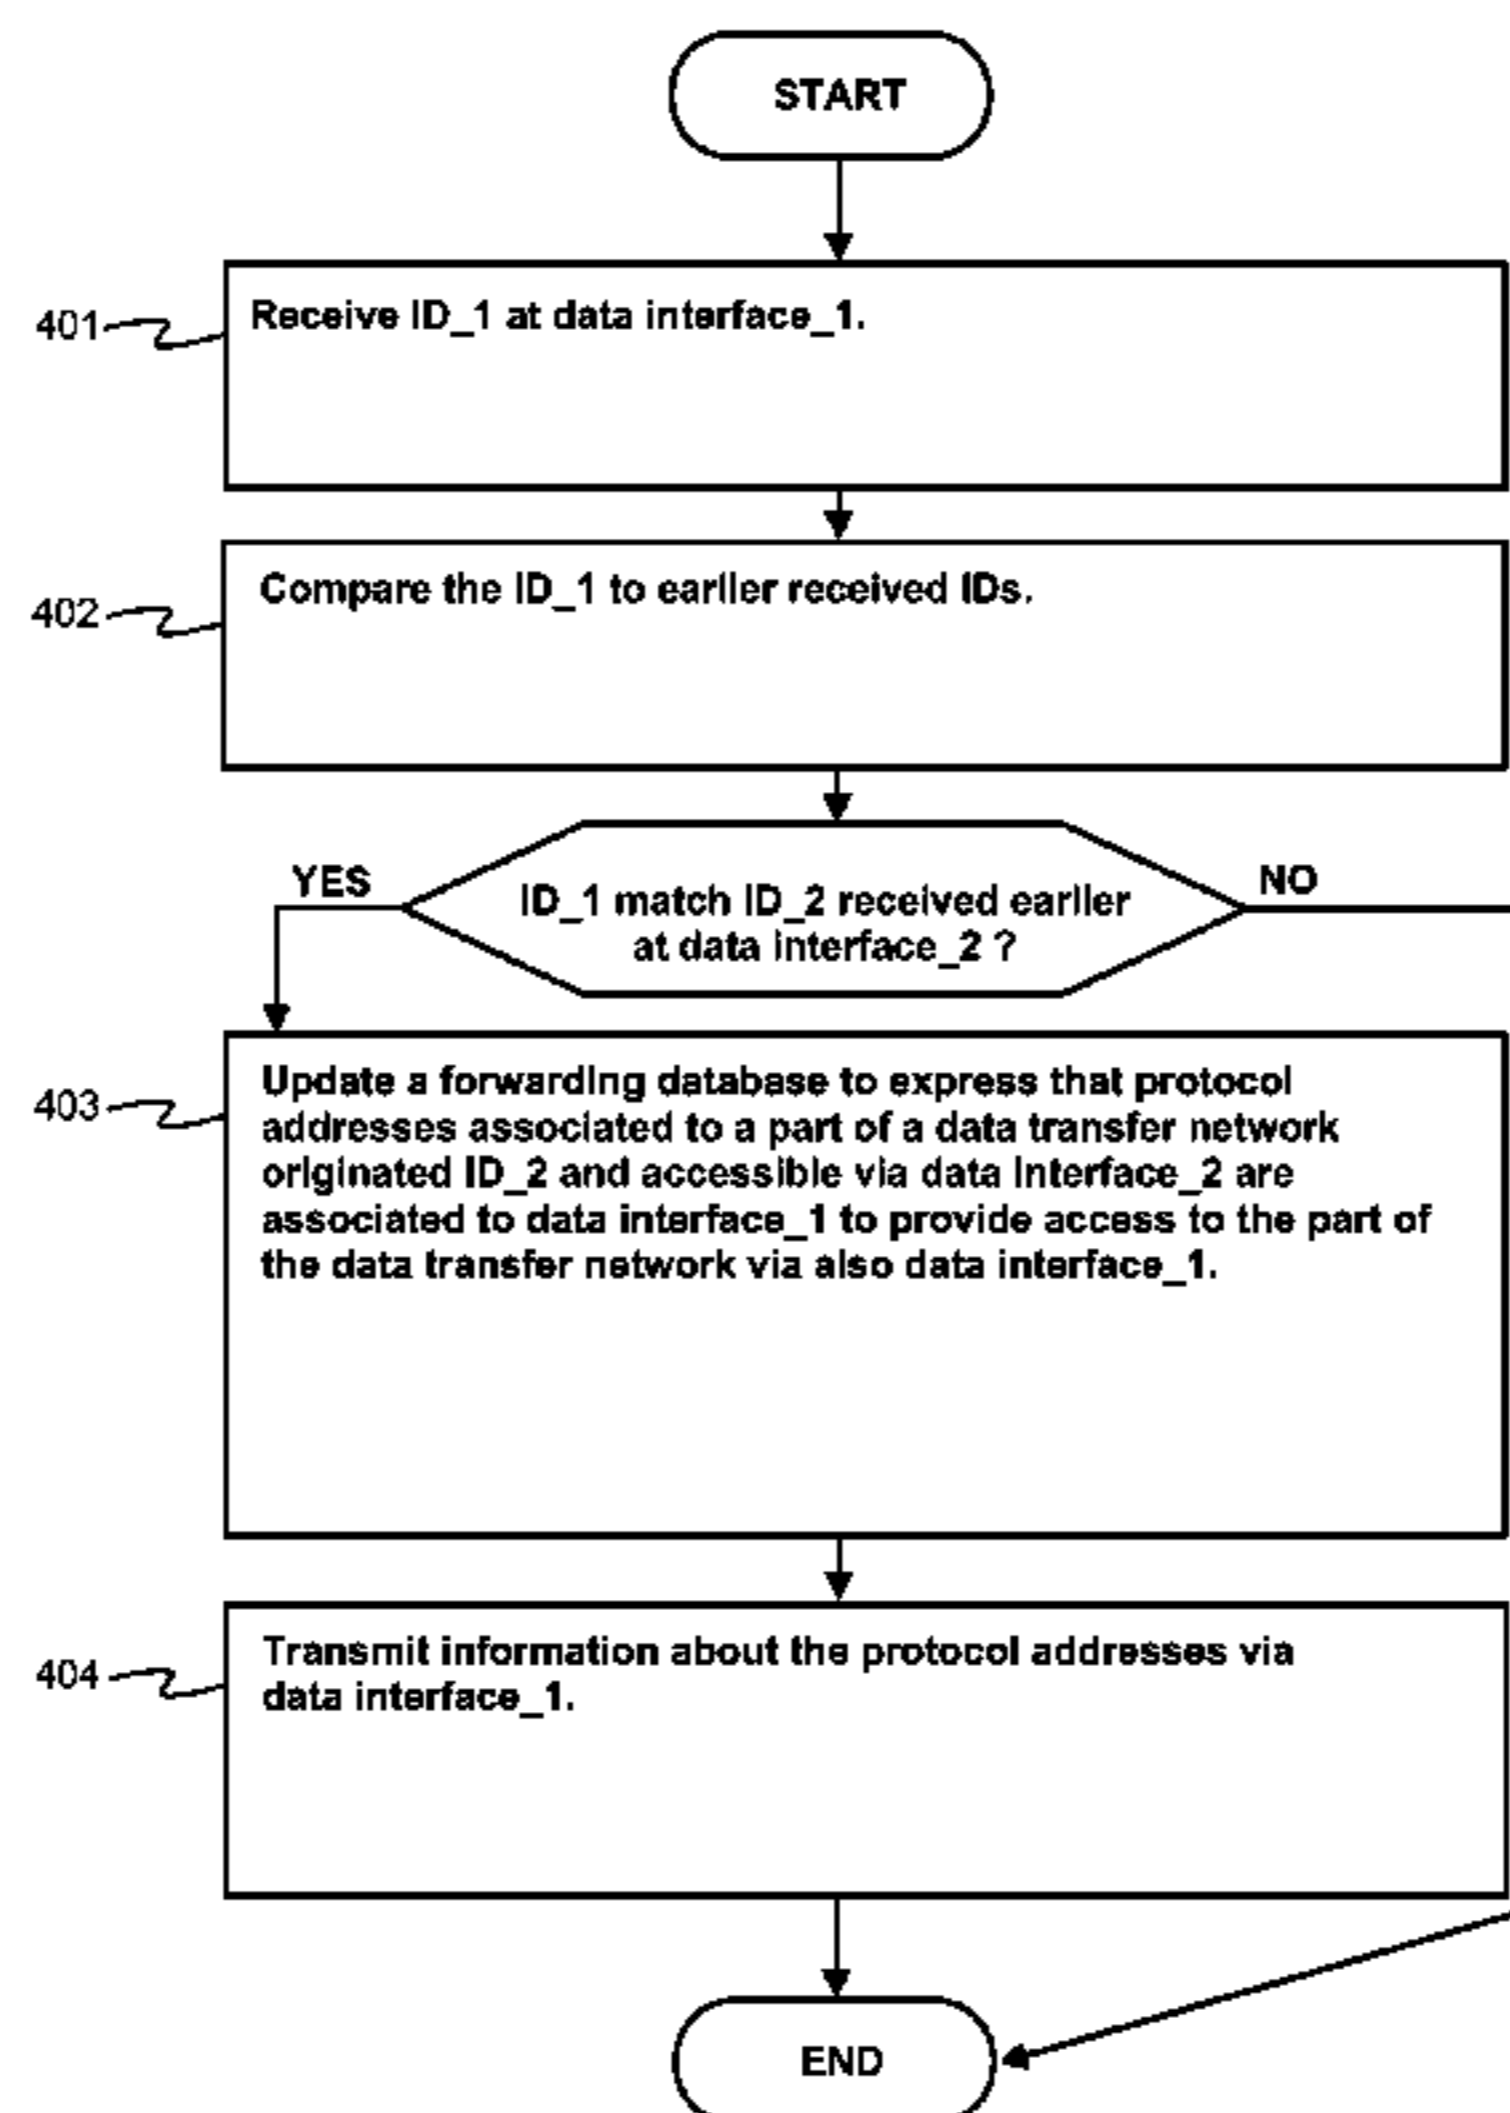 START
401
Receive ID_1 at data interface_1.
402
Compare the ID_1 to earlier received IDs.
YES
ID_1 match ID_2 received earlier
at data interface_2 ?
NO
403
Update a forwarding database to express that protocol
addresses associated to a part of a data transfer network
originated ID_2 and accessible via data interface_2 are
associated to data interface_1 to provide access to the part of
the data transfer network via also data interface_1.
404
Transmit information about the protocol addresses via
data interface_1.
END